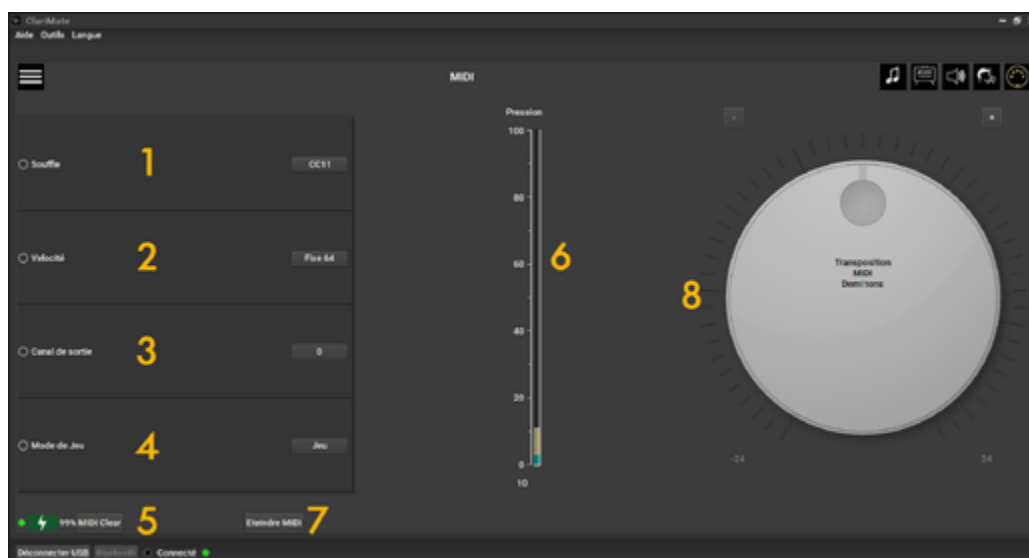 ClariMate
Aide Outils Langue
MIDI
Pression
- +
100
80
60
40
20
0
10
Souffle 1 CC11
Velocité 2 Fixe 64
Canal de sortie 3 0
Mode de Jeu 4 Jeu
6
8
Transposition
MIDI
Demi tons
-24 24
99% MIDI Clear 5 Eteindre MIDI 7
Déconnecter USB Bluetooth Connecté